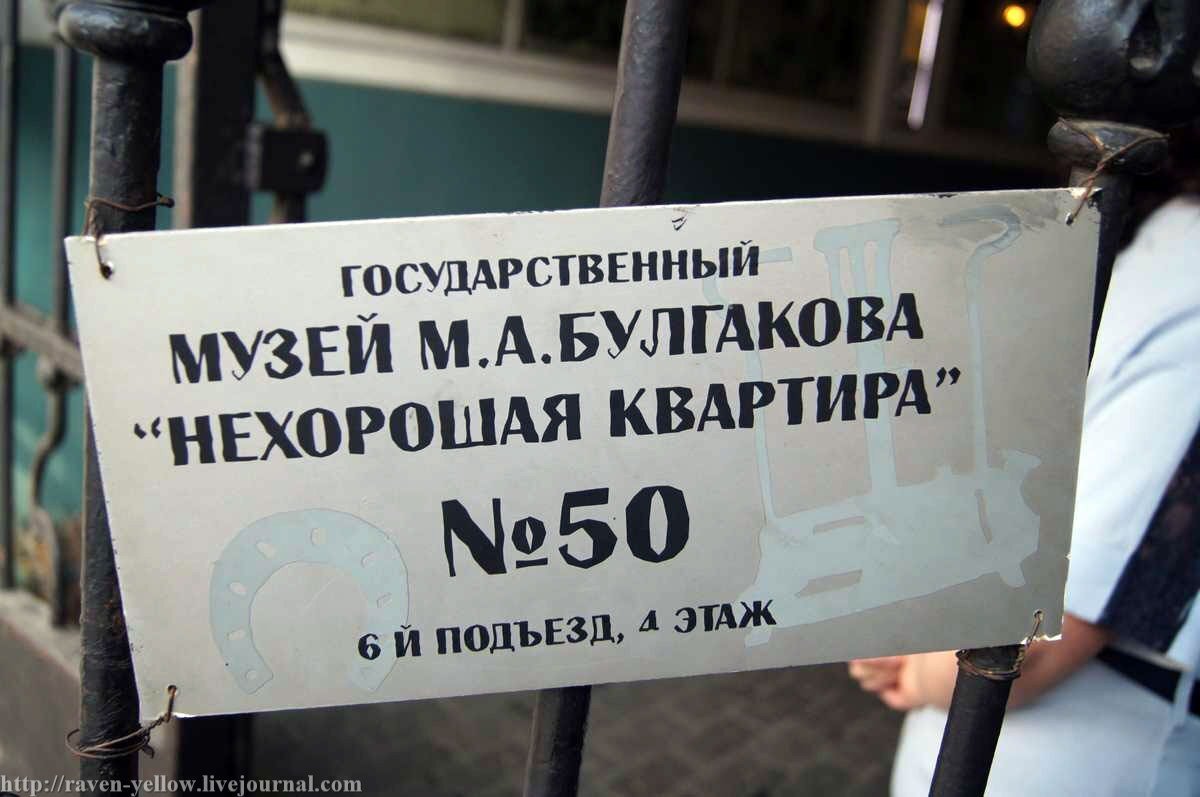 ГОСУДАРСТВЕННЫЙ
МУЗЕЙ М.А.БУЛГАКОВА
“НЕХОРОШАЯ КВАРТИРА”
№50
6 Й ПОДЪЕЗД, 4 ЭТАЖ
http://raven-yellow.livejournal.com